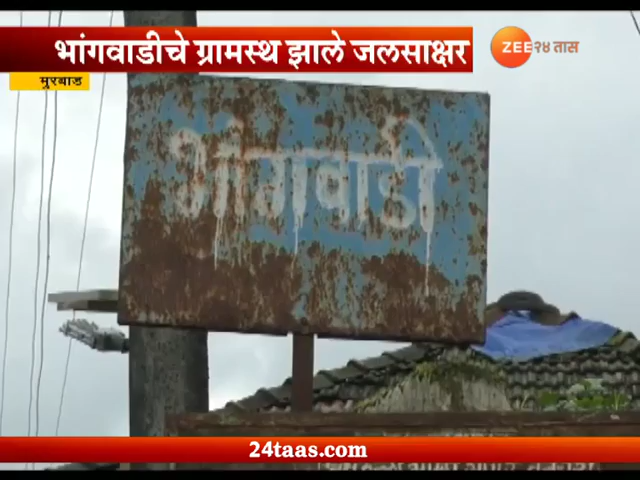 भांगवाडीचे ग्रामस्थ झाले जलसाक्षर
ZEE २४ तास
मुरबाड
भांगवाडी
24taas.com